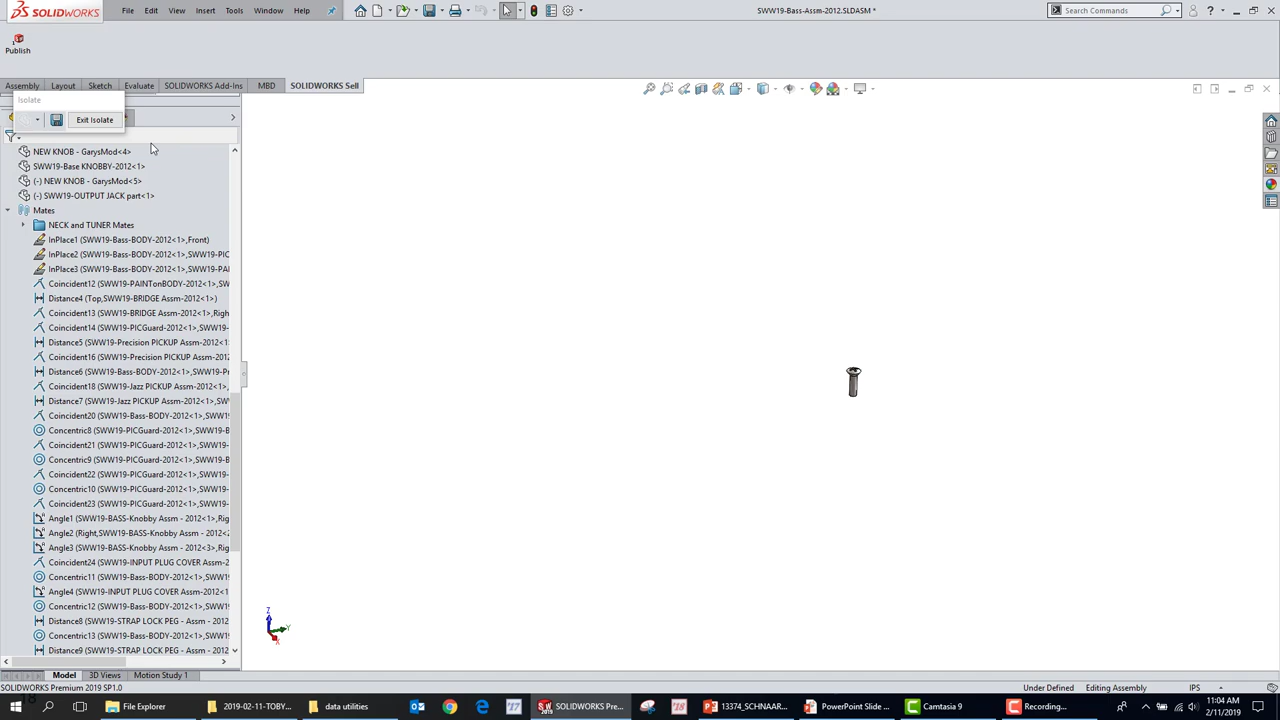 SOLIDWORKS
File Edit View Insert Tools Window Help
SWW19-Bass-Assm-2012.SLDASM *
Search Commands
Publish
Assembly Layout Sketch Evaluate SOLIDWORKS Add-Ins MBD SOLIDWORKS Sell
Isolate
Exit Isolate
NEW KNOB - GarysMod<4>
SWW19-Base KNOBBY-2012<1>
(-) NEW KNOB - GarysMod<5>
(-) SWW19-OUTPUT JACK part<1>
Mates
NECK and TUNER Mates
InPlace1 (SWW19-Bass-BODY-2012<1>,Front)
InPlace2 (SWW19-Bass-BODY-2012<1>,SWW19-PIC
InPlace3 (SWW19-Bass-BODY-2012<1>,SWW19-PAI
Coincident12 (SWW19-PAINTonBODY-2012<1>,SW
Distance4 (Top,SWW19-BRIDGE Assm-2012<1>)
Coincident13 (SWW19-BRIDGE Assm-2012<1>,Righ
Coincident14 (SWW19-PICGuard-2012<1>,SWW19-
Distance5 (SWW19-Precision PICKUP Assm-2012<1
Coincident16 (SWW19-Precision PICKUP Assm-2012
Distance6 (SWW19-Bass-BODY-2012<1>,SWW19-B
Coincident18 (SWW19-Jazz PICKUP Assm-2012<1>,
Distance7 (SWW19-Jazz PICKUP Assm-2012<1>,SW
Coincident20 (SWW19-Bass-BODY-2012<1>,SWW19
Concentric8 (SWW19-PICGuard-2012<1>,SWW19-B
Coincident21 (SWW19-PICGuard-2012<1>,SWW19-
Concentric9 (SWW19-PICGuard-2012<1>,SWW19-B
Coincident22 (SWW19-PICGuard-2012<1>,SWW19-
Concentric10 (SWW19-PICGuard-2012<1>,SWW19-
Coincident23 (SWW19-PICGuard-2012<1>,SWW19-
Angle1 (SWW19-BASS-Knobby Assm - 2012<1>,Rig
Angle2 (Right,SWW19-BASS-Knobby Assm - 2012<2
Angle3 (SWW19-BASS-Knobby Assm - 2012<3>,Rig
Coincident24 (SWW19-INPUT PLUG COVER Assm-2
Concentric11 (SWW19-Bass-BODY-2012<1>,SWW19
Angle4 (SWW19-INPUT PLUG COVER Assm-2012<1
Concentric12 (SWW19-Bass-BODY-2012<1>,SWW19
Distance8 (SWW19-STRAP LOCK PEG - Assm - 2012
Concentric13 (SWW19-Bass-BODY-2012<1>,SWW19
Distance9 (SWW19-STRAP LOCK PEG - Assm - 2012
Z
Y
X
Model 3D Views Motion Study 1
SOLIDWORKS Premium 2019 SP1.0
Under Defined Editing Assembly IPS
18
File Explorer 2019-02-11-TOBY... data utilities '17 SOLIDWORKS Pre... '18 13374_SCHNAAR... PowerPoint Slide ... Camtasia 9 Recording...
11:04 AM
2/11/2019